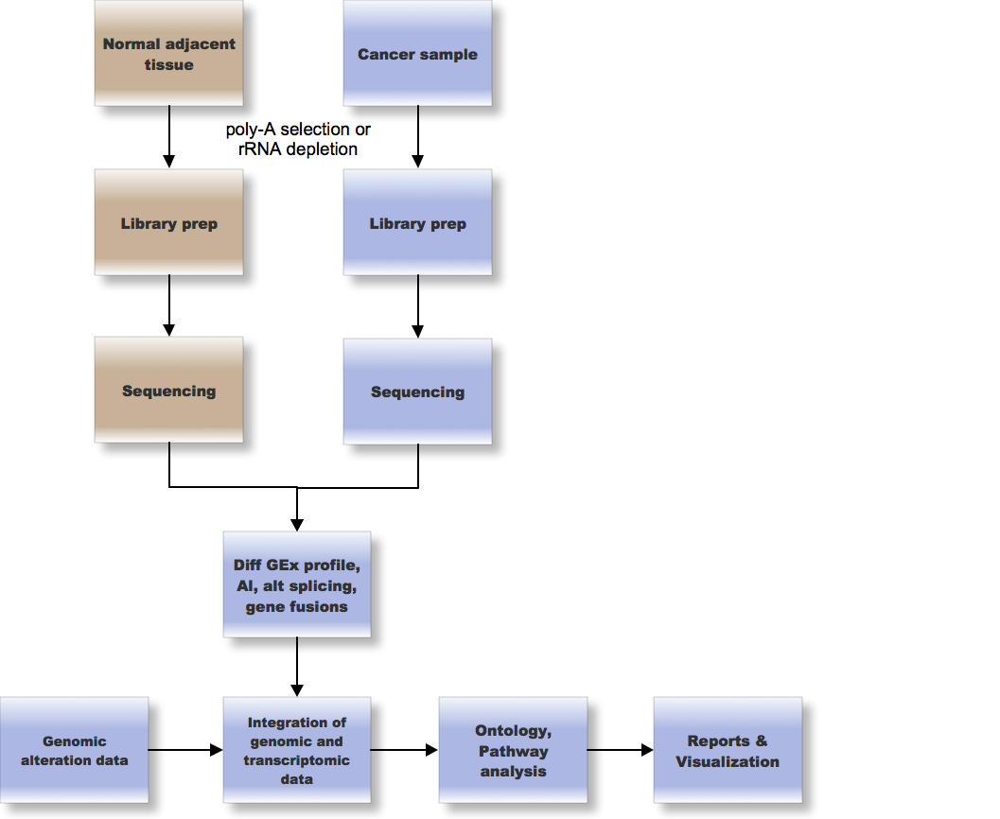 Normal adjacent
tissue
Cancer sample
poly-A selection or
rRNA depletion
Library prep
Library prep
Sequencing
Sequencing
Diff GEx profile,
AI, alt splicing,
gene fusions
Genomic
alteration data
Integration of
genomic and
transcriptomic
data
Ontology,
Pathway
analysis
Reports &
Visualization